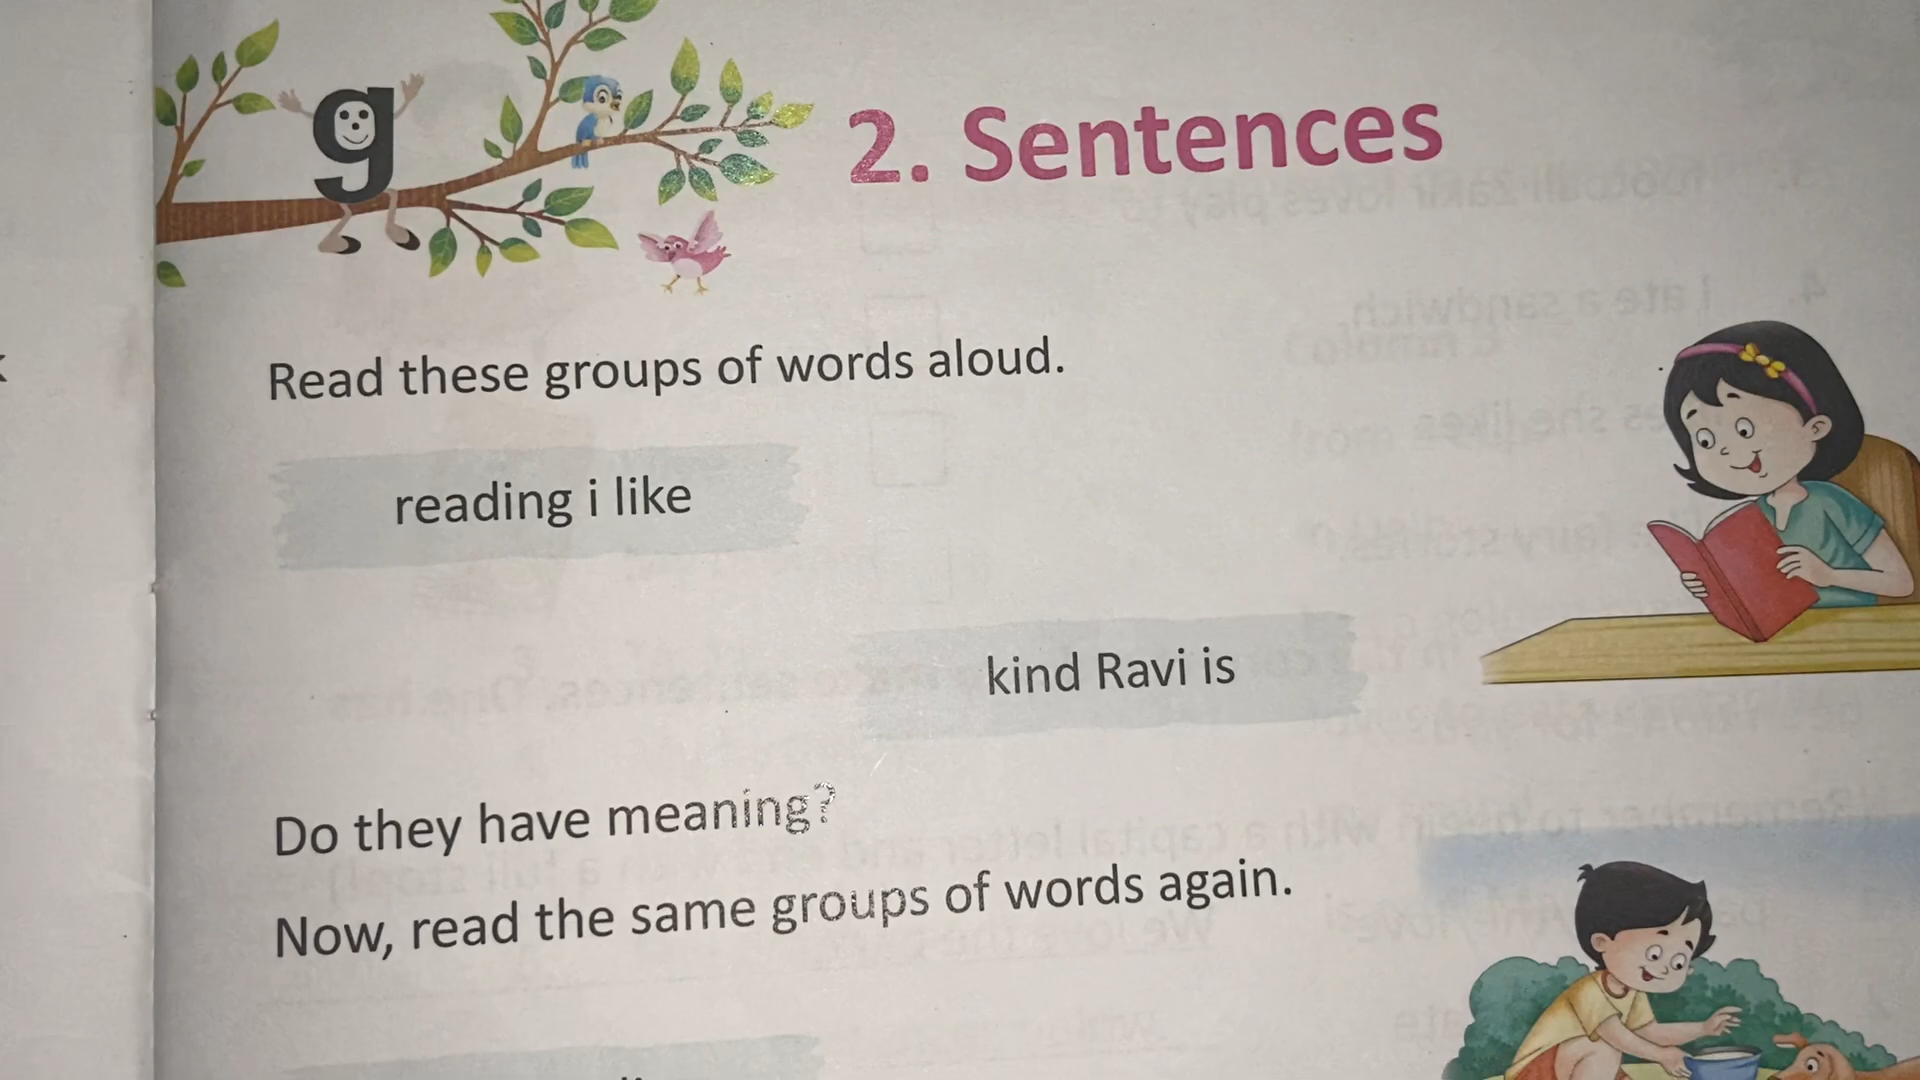 g
2. Sentences
Read these groups of words aloud.
reading i like
kind Ravi is
Do they have meaning?
Now, read the same groups of words again.